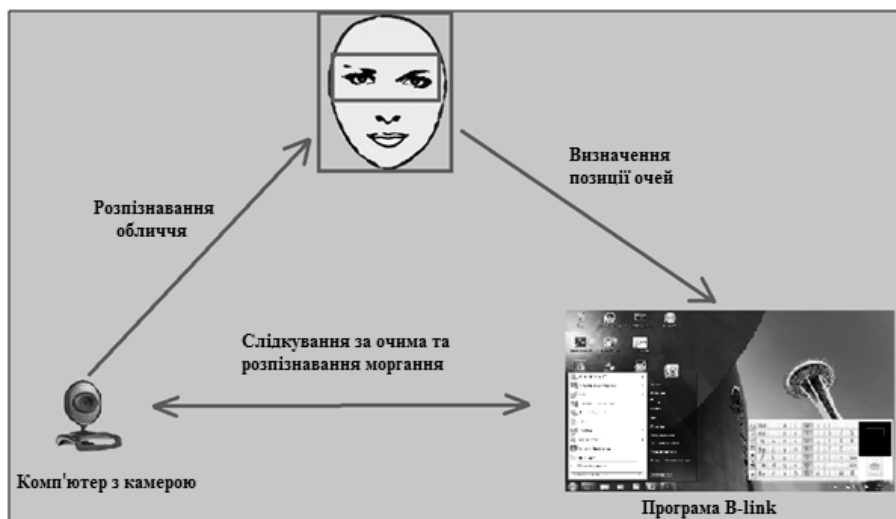 Визначення
позиції очей
Розпізнавання
обличчя
Слідкування за очима та
розпізнавання моргання
Комп'ютер з камерою
Програма B-link